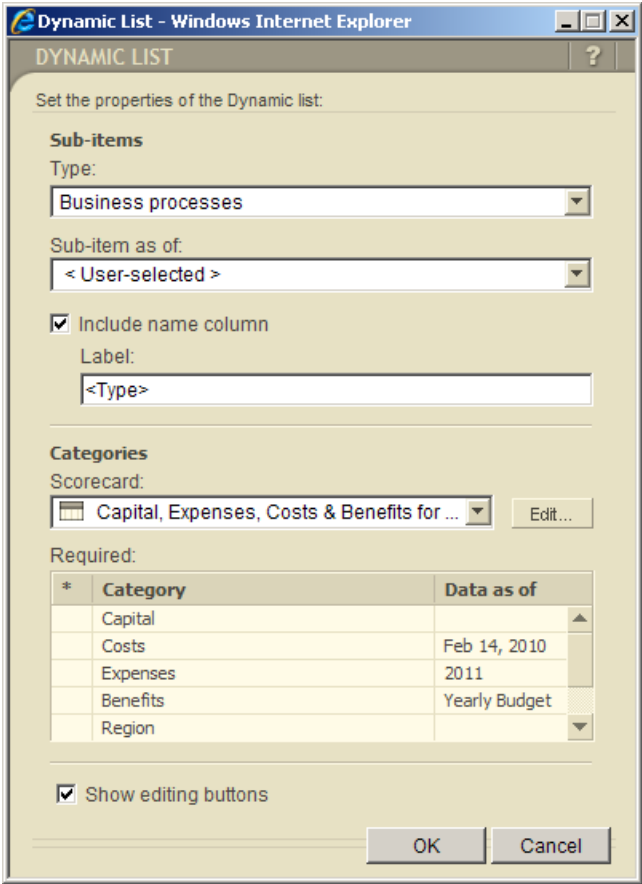 Dynamic List - Windows Internet Explorer
DYNAMIC LIST ?
Set the properties of the Dynamic list:
Sub-items
Type:
Business processes
Sub-item as of:
< User-selected >
Include name column
Label:
<Type>
Categories
Scorecard:
Capital, Expenses, Costs & Benefits for ... Edit...
Required:
* Category Data as of
Capital
Costs Feb 14, 2010
Expenses 2011
Benefits Yearly Budget
Region
Show editing buttons
OK Cancel